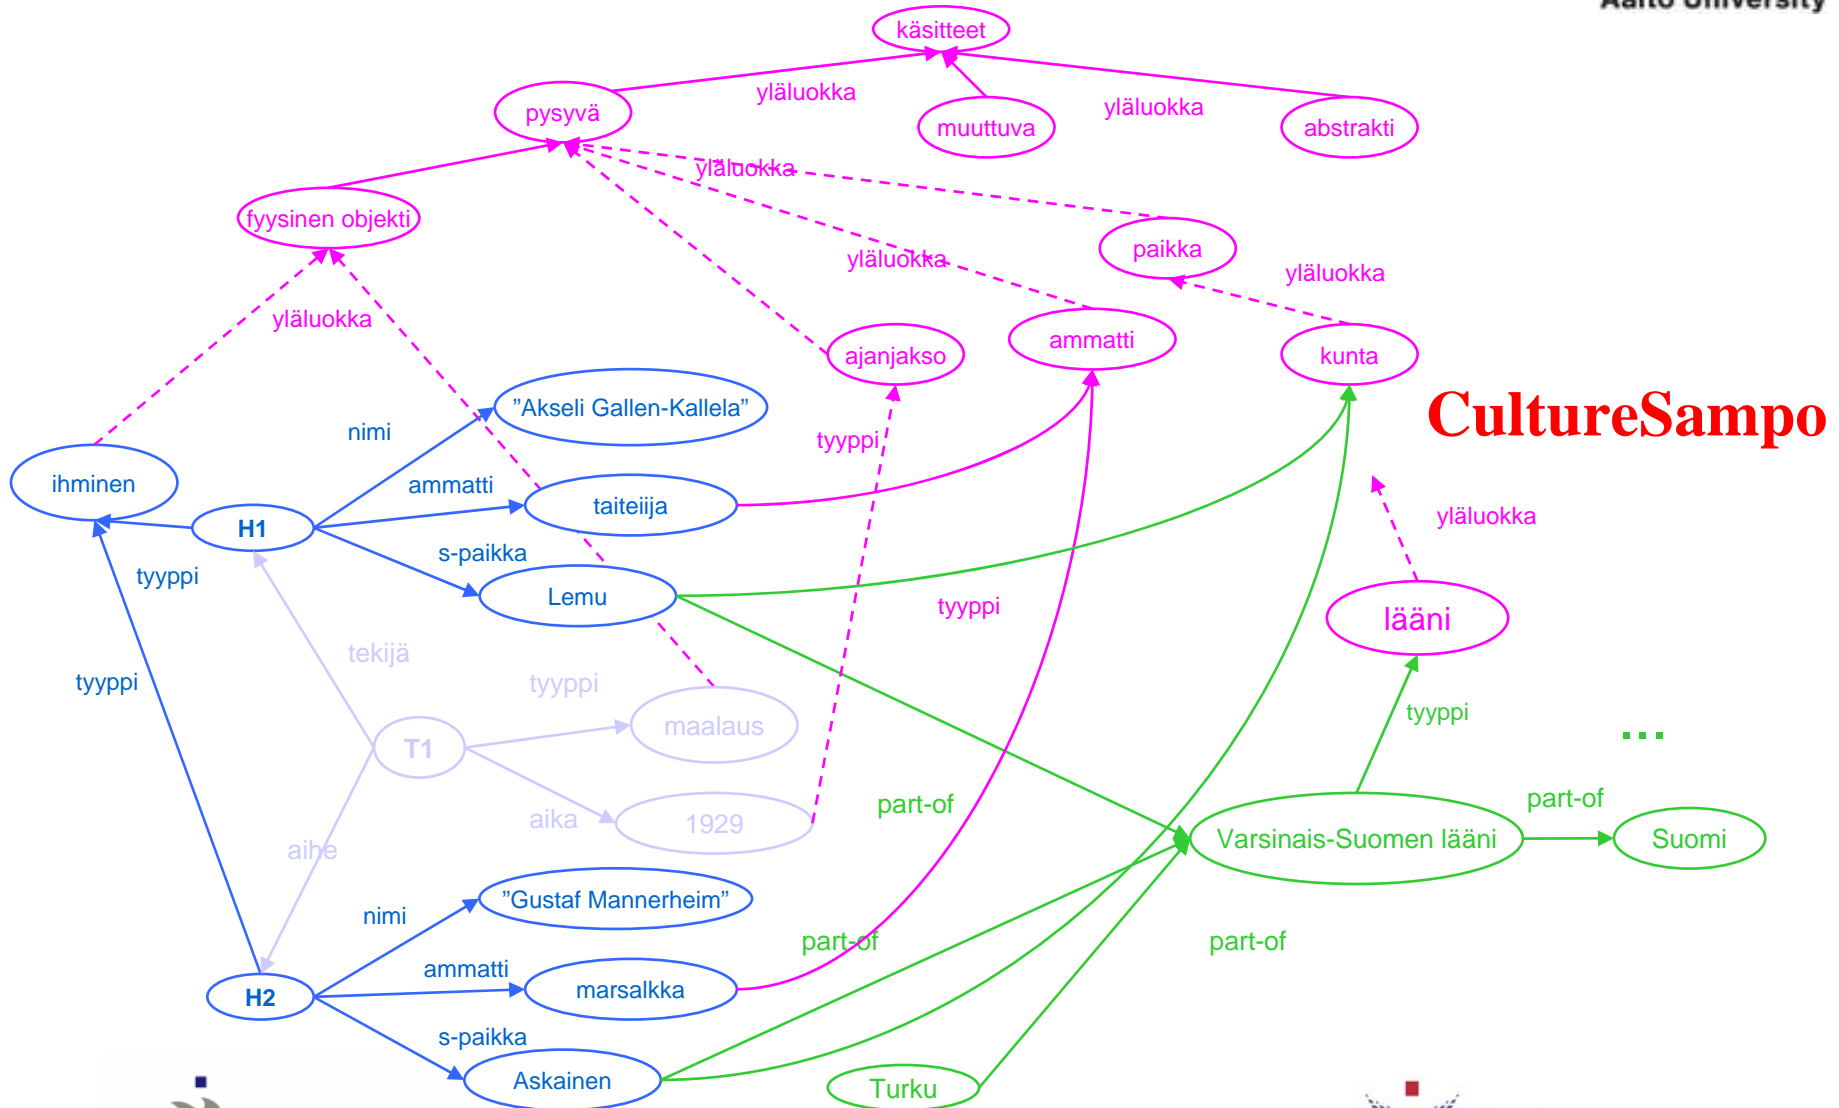 Aalto University
käsitteet
yläluokka
pysyvä
muuttuva
yläluokka
abstrakti
yläluokka
fyysinen objekti
paikka
yläluokka
yläluokka
yläluokka
ajanjakso
ammatti
kunta
"Akseli Gallen-Kallela"
CultureSampo
nimi
tyyppi
ihminen
ammatti
taiteiija
yläluokka
H1
s-paikka
tyyppi
Lemu
tyyppi
lääni
tekijä
tyyppi
tyyppi
maalaus
tyyppi
T1
...
part-of
part-of
aika
1929
Varsinais-Suomen lääni
Suomi
aihe
"Gustaf Mannerheim"
nimi
part-of
part-of
ammatti
H2
marsalkka
s-paikka
Askainen
Turku